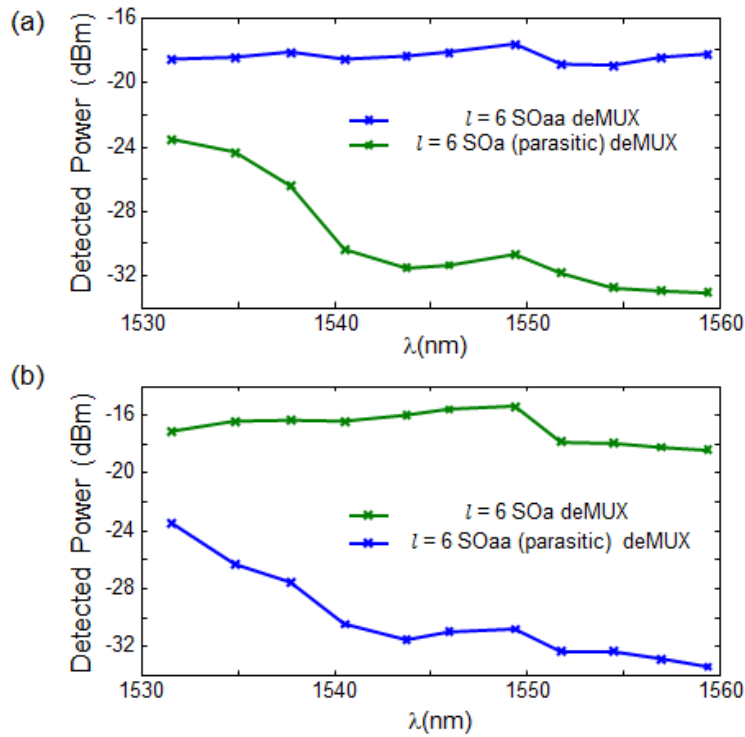 (a)
Detected Power (dBm)
-16
-20
-24
-28
-32
l = 6 SOaa deMUX
l = 6 SOa (parasitic) deMUX
1530
1540
1550
1560
λ(nm)
(b)
Detected Power (dBm)
-16
-20
-24
-28
-32
l = 6 SOa deMUX
l = 6 SOaa (parasitic) deMUX
1530
1540
1550
1560
λ(nm)